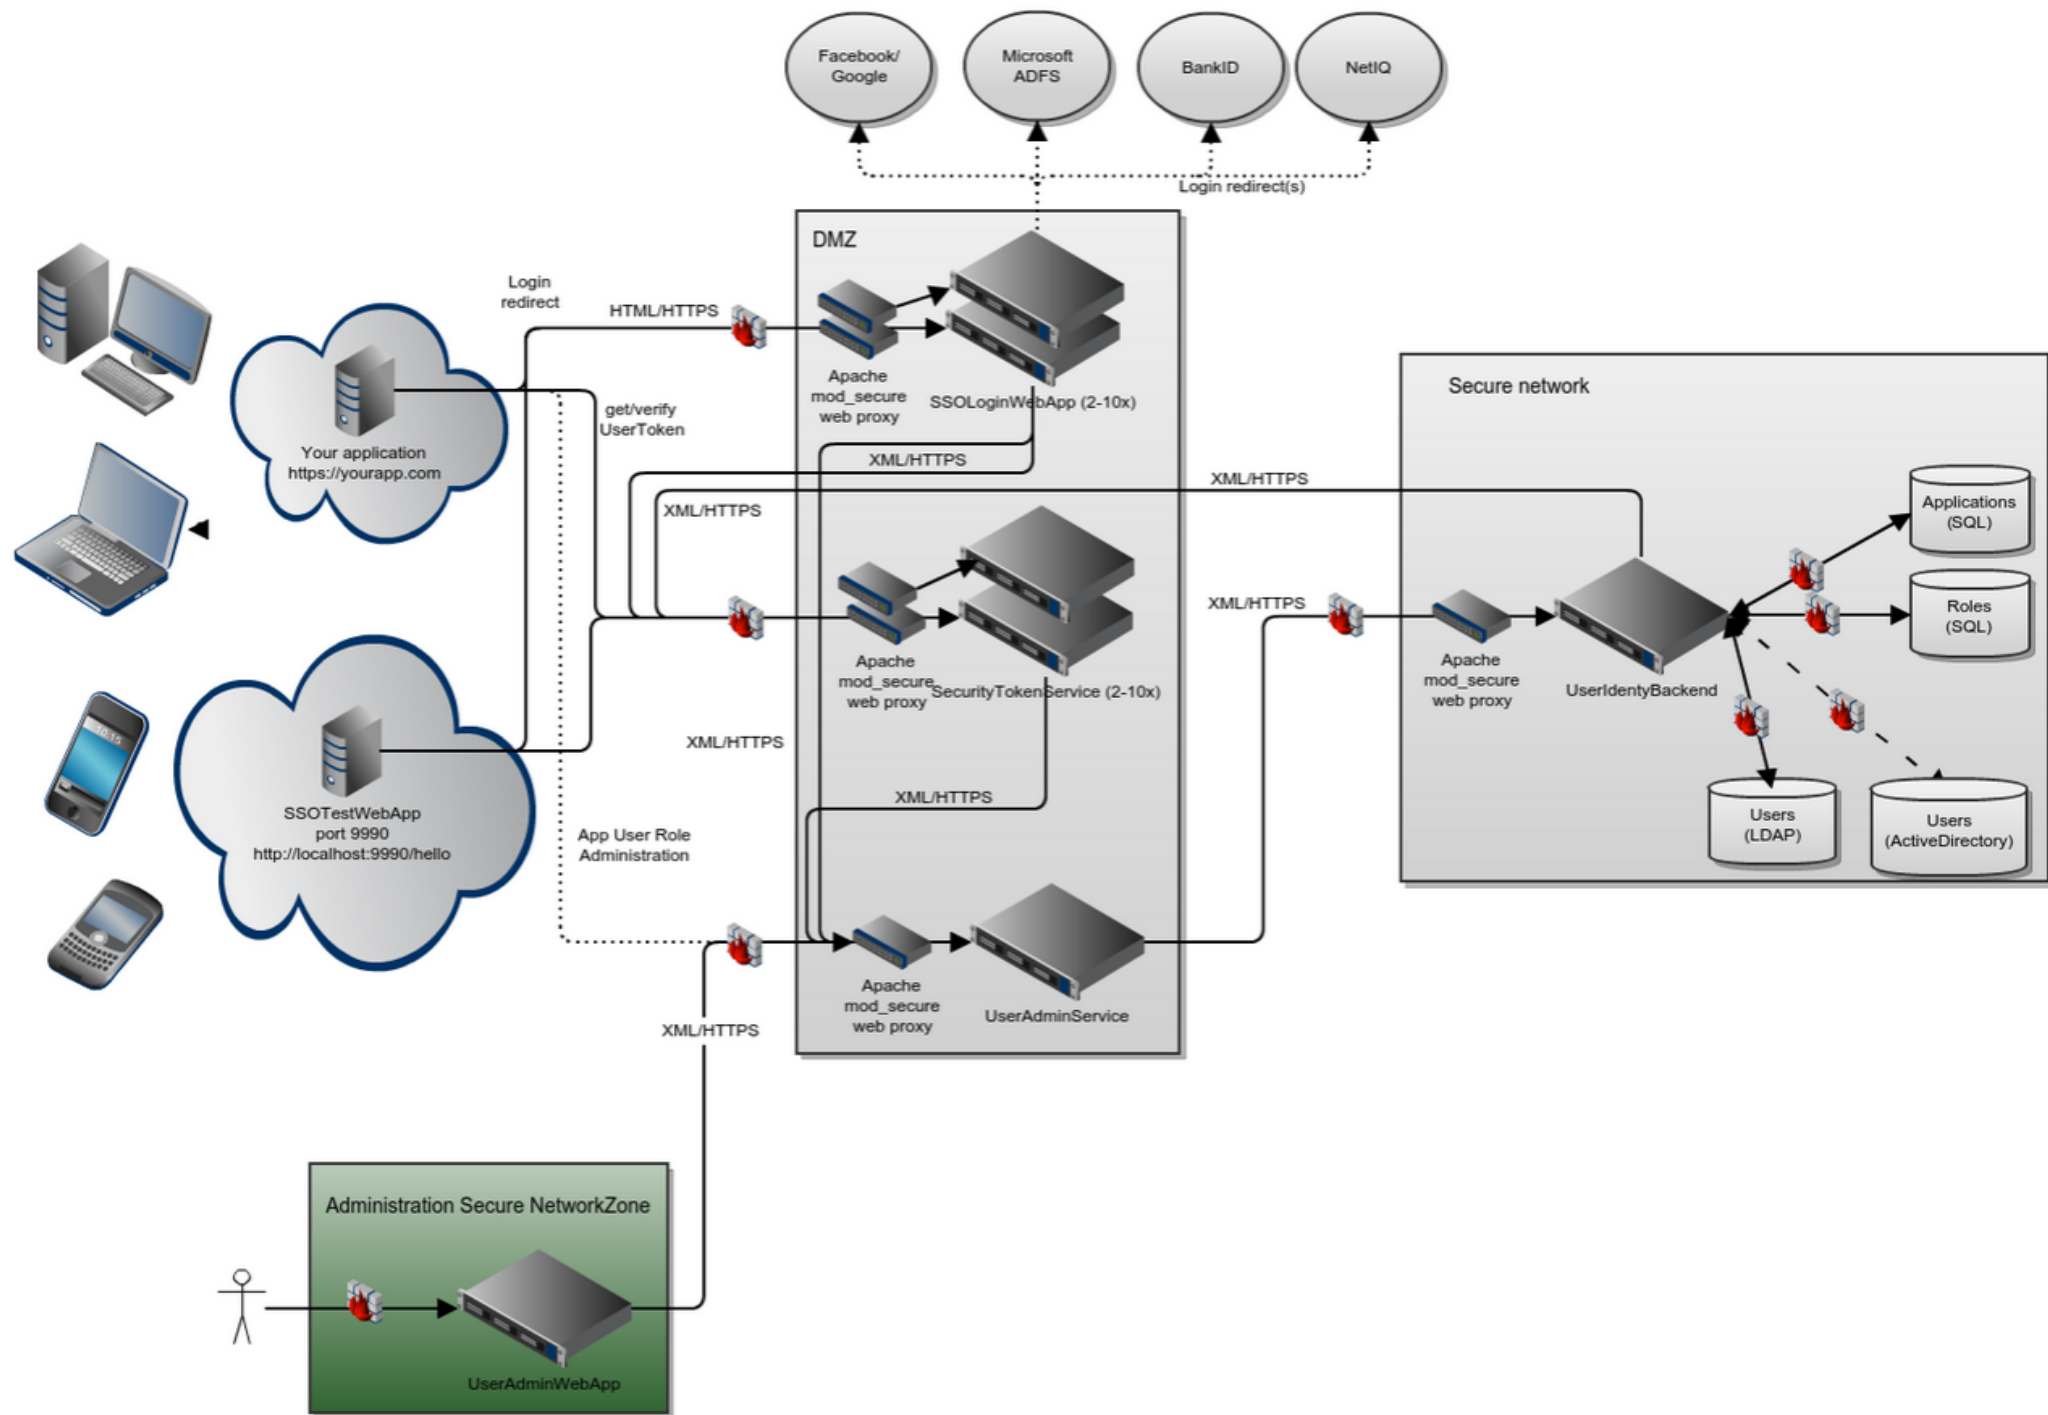 Facebook/
Google
Microsoft
ADFS
BankID
NetIQ
Login redirect(s)
DMZ
Login
redirect
HTML/HTTPS
Apache
mod_secure
web proxy
SSOLoginWebApp (2-10x)
get/verify
UserToken
Your application
https://yourapp.com
XML/HTTPS
XML/HTTPS
XML/HTTPS
Secure network
Applications
(SQL)
XML/HTTPS
Roles
(SQL)
Apache
mod_secure
web proxy
SecurityTokenService (2-10x)
Apache
mod_secure
web proxy
UserIdentyBackend
10:15
XML/HTTPS
XML/HTTPS
SSOTestWebApp
port 9990
http://localhost:9990/hello
App User Role
Administration
Users
(LDAP)
Users
(ActiveDirectory)
Apache
mod_secure
web proxy
UserAdminService
XML/HTTPS
Administration Secure NetworkZone
UserAdminWebApp